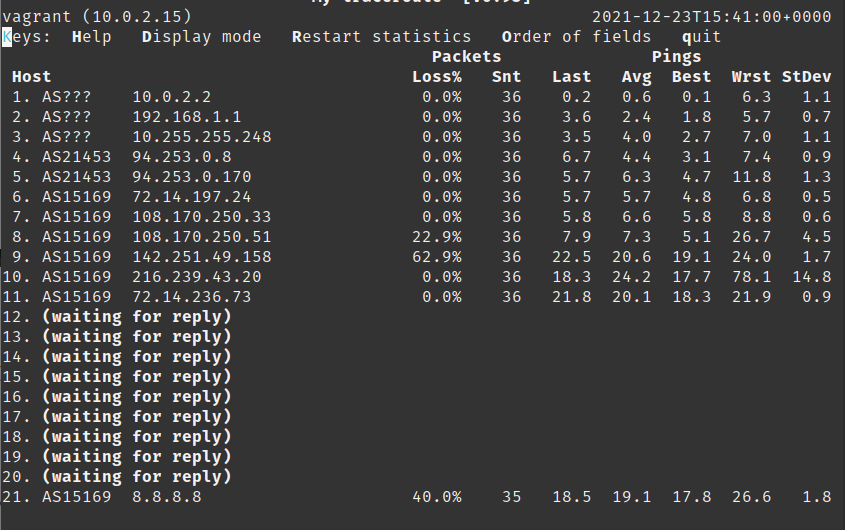 vagrant (10.0.2.15) 2021-12-23T15:41:00+0000
Keys: Help Display mode Restart statistics Order of fields quit
Packets Pings
Host Loss% Snt Last Avg Best Wrst StDev
1. AS??? 10.0.2.2 0.0% 36 0.2 0.6 0.1 6.3 1.1
2. AS??? 192.168.1.1 0.0% 36 3.6 2.4 1.8 5.7 0.7
3. AS??? 10.255.255.248 0.0% 36 3.5 4.0 2.7 7.0 1.1
4. AS21453 94.253.0.8 0.0% 36 6.7 4.4 3.1 7.4 0.9
5. AS21453 94.253.0.170 0.0% 36 5.7 6.3 4.7 11.8 1.3
6. AS15169 72.14.197.24 0.0% 36 5.7 5.7 4.8 6.8 0.5
7. AS15169 108.170.250.33 0.0% 36 5.8 6.6 5.8 8.8 0.6
8. AS15169 108.170.250.51 22.9% 36 7.9 7.3 5.1 26.7 4.5
9. AS15169 142.251.49.158 62.9% 36 22.5 20.6 19.1 24.0 1.7
10. AS15169 216.239.43.20 0.0% 36 18.3 24.2 17.7 78.1 14.8
11. AS15169 72.14.236.73 0.0% 36 21.8 20.1 18.3 21.9 0.9
12. (waiting for reply)
13. (waiting for reply)
14. (waiting for reply)
15. (waiting for reply)
16. (waiting for reply)
17. (waiting for reply)
18. (waiting for reply)
19. (waiting for reply)
20. (waiting for reply)
21. AS15169 8.8.8.8 40.0% 35 18.5 19.1 17.8 26.6 1.8